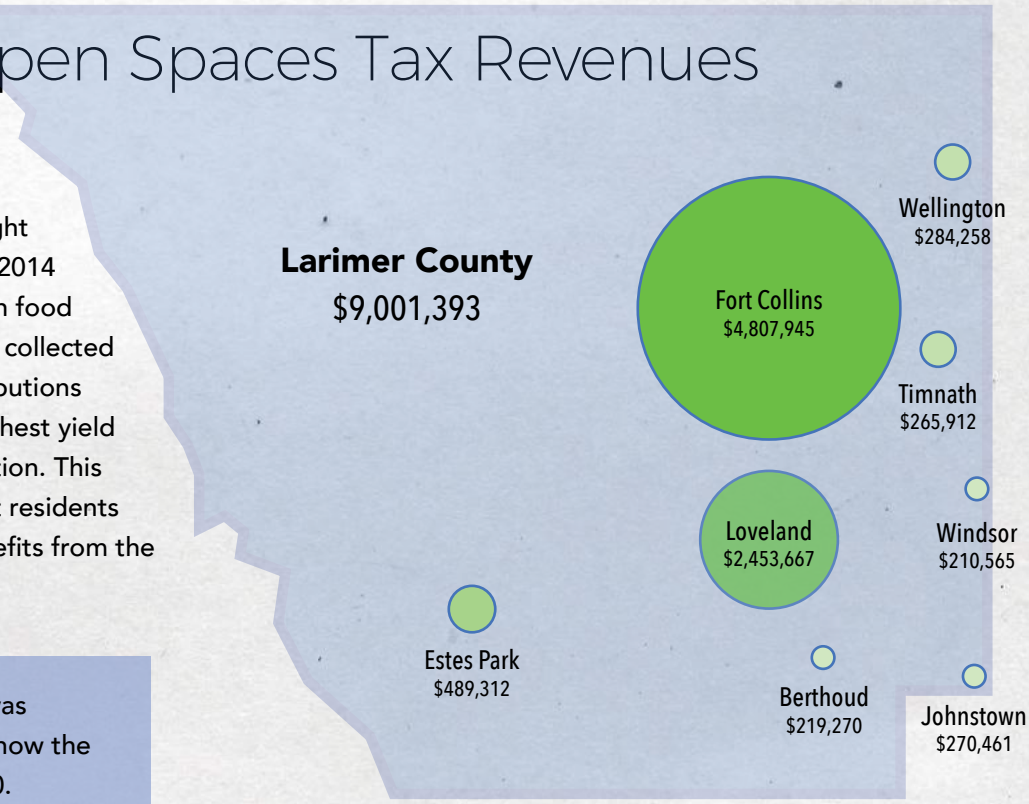 pen Spaces Tax Revenues
ght
2014
n food
collected
butions
hest yield
tion. This
t residents
efits from the
as
now the
0.
Larimer County
$9,001,393
Fort Collins
$4,807,945
Wellington
$284,258
Timnath
$265,912
Loveland
$2,453,667
Windsor
$210,565
Estes Park
$489,312
Berthoud
$219,270
Johnstown
$270,461